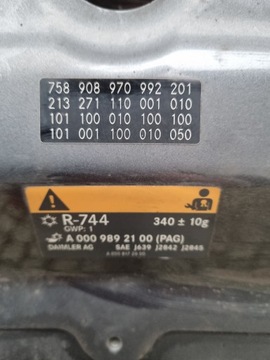 758 908 970 992 201
213 271 110 001 010
101 100 010 100 100
101 001 100 010 050
R-744 340 ± 10g
GWP: 1
A 000 989 21 00 (PAG)
DAIMLER AG SAE J639 J2842 J2845